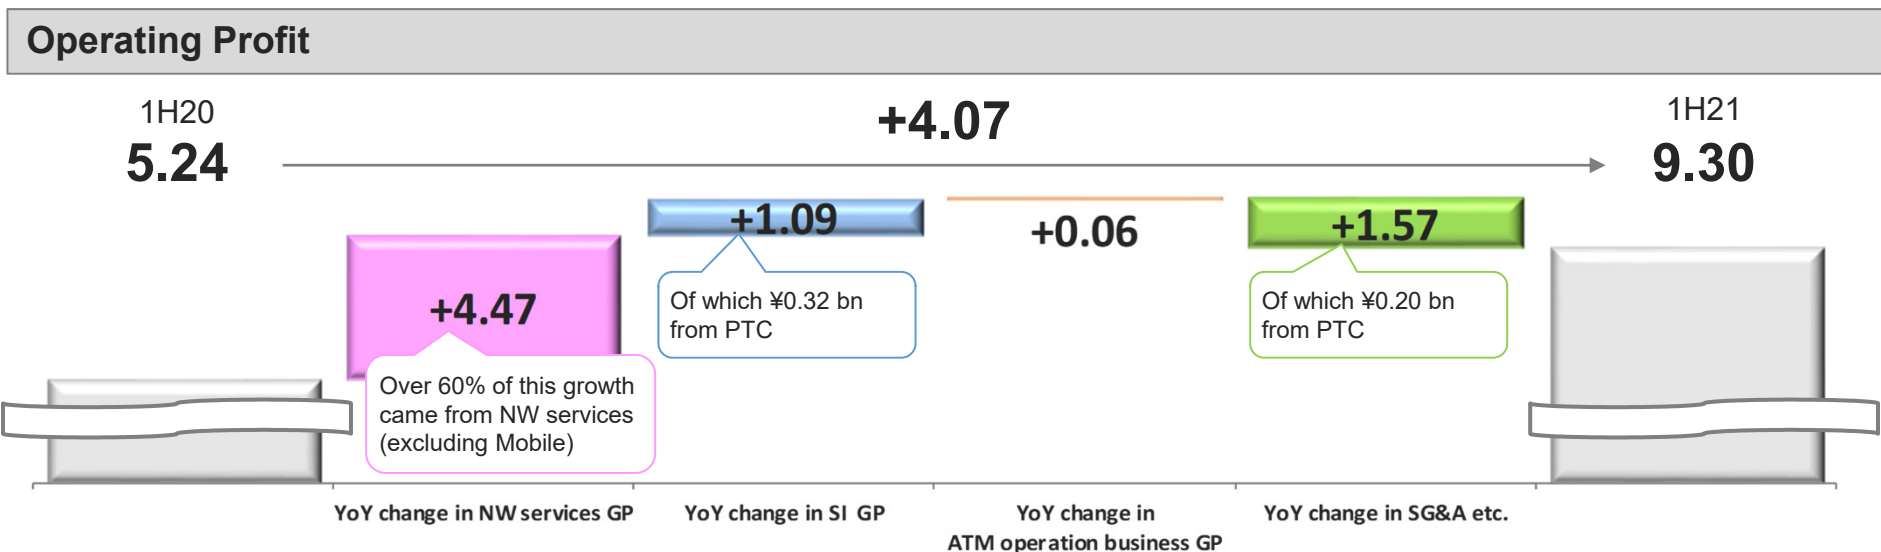 Operating Profit
1H20
5.24
+4.07
1H21
9.30
+4.47
Over 60% of this growth
came from NW services
(excluding Mobile)
+1.09
Of which ¥0.32 bn
from PTC
+0.06
+1.57
Of which ¥0.20 bn
from PTC
YoY change in NW services GP
YoY change in SI GP
YoY change in
ATM operation business GP
YoY change in SG&A etc.